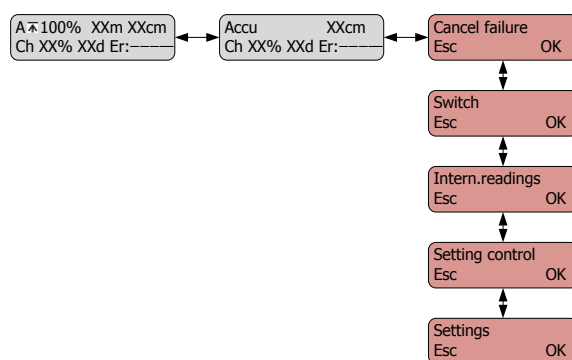 A⊼100% XXm XXcm
Ch XX% XXd Er:−−−−−
Accu XXcm
Ch XX% XXd Er:−−−−−
Cancel failure
Esc OK
Switch
Esc OK
Intern.readings
Esc OK
Setting control
Esc OK
Settings
Esc OK